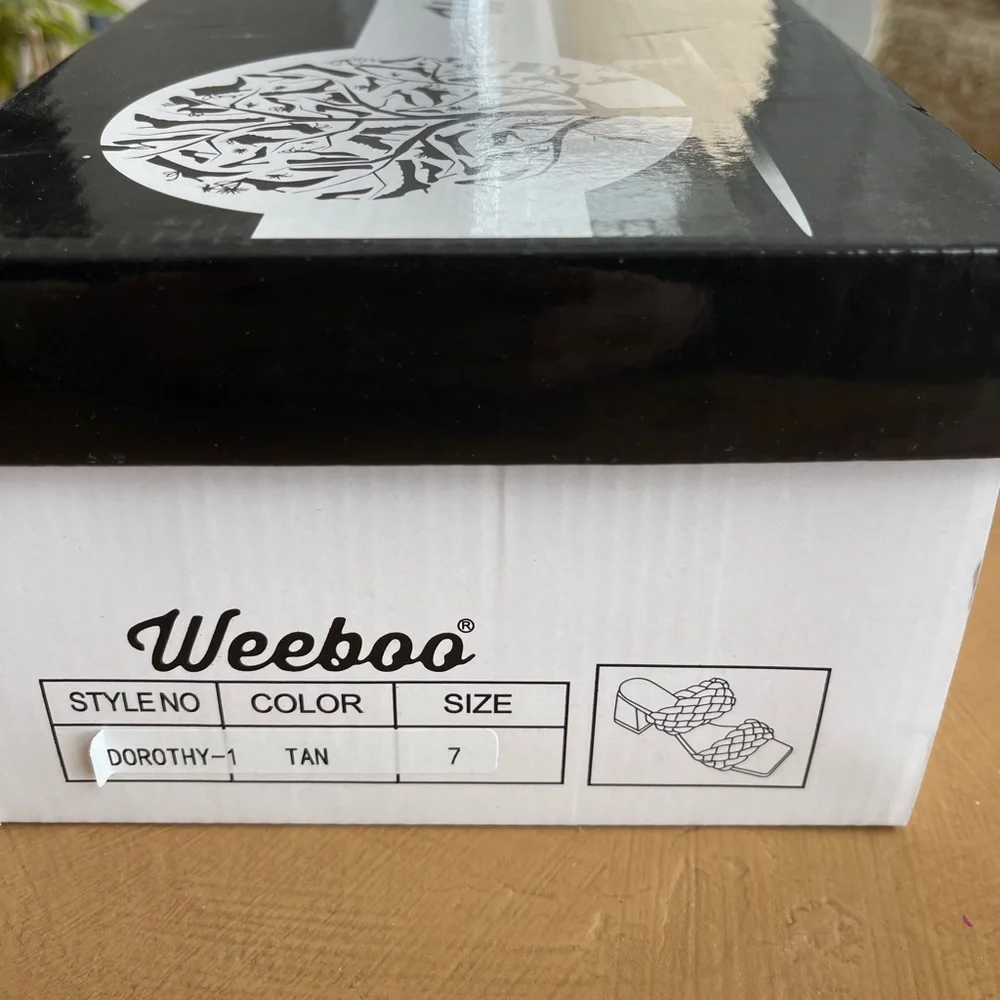 Weeboo®
STYLE NO COLOR SIZE
DOROTHY-1 TAN 7